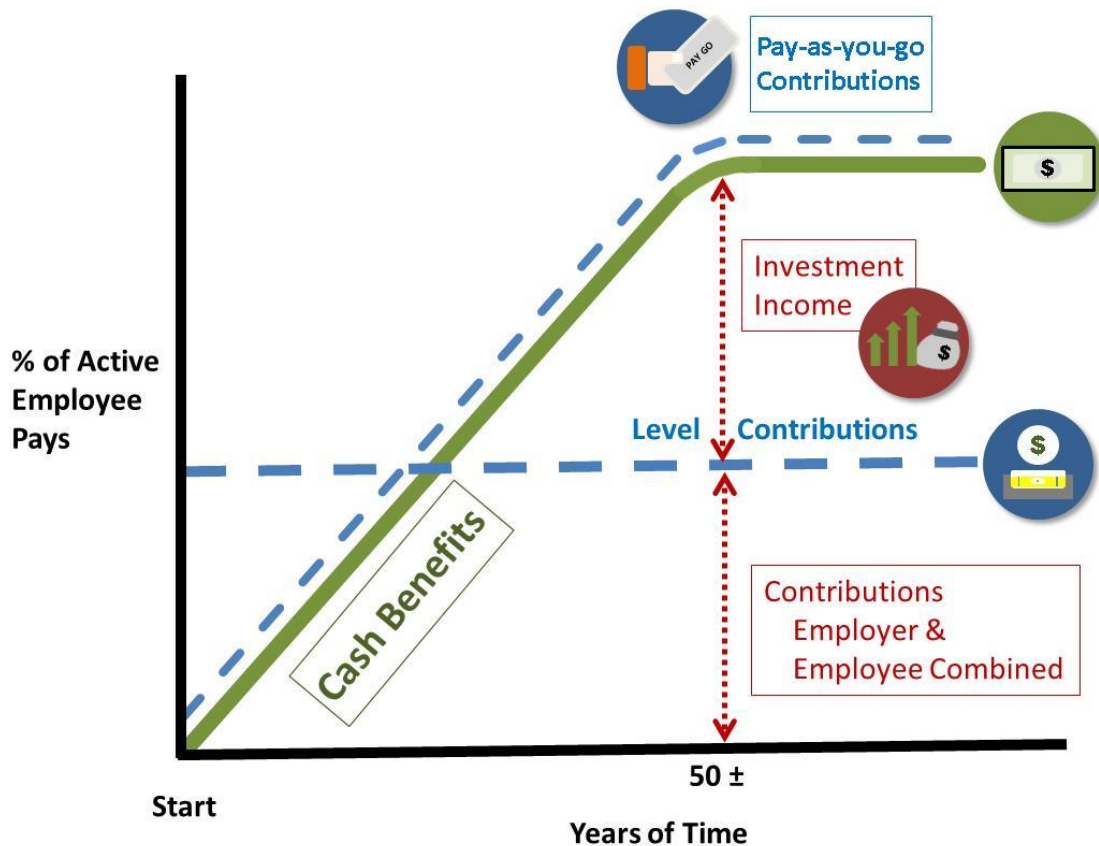 PAY GO
Pay-as-you-go
Contributions
$
Investment
Income
$
% of Active
Employee
Pays
Level Contributions
$
Cash Benefits
Contributions
Employer &
Employee Combined
50 ±
Start
Years of Time